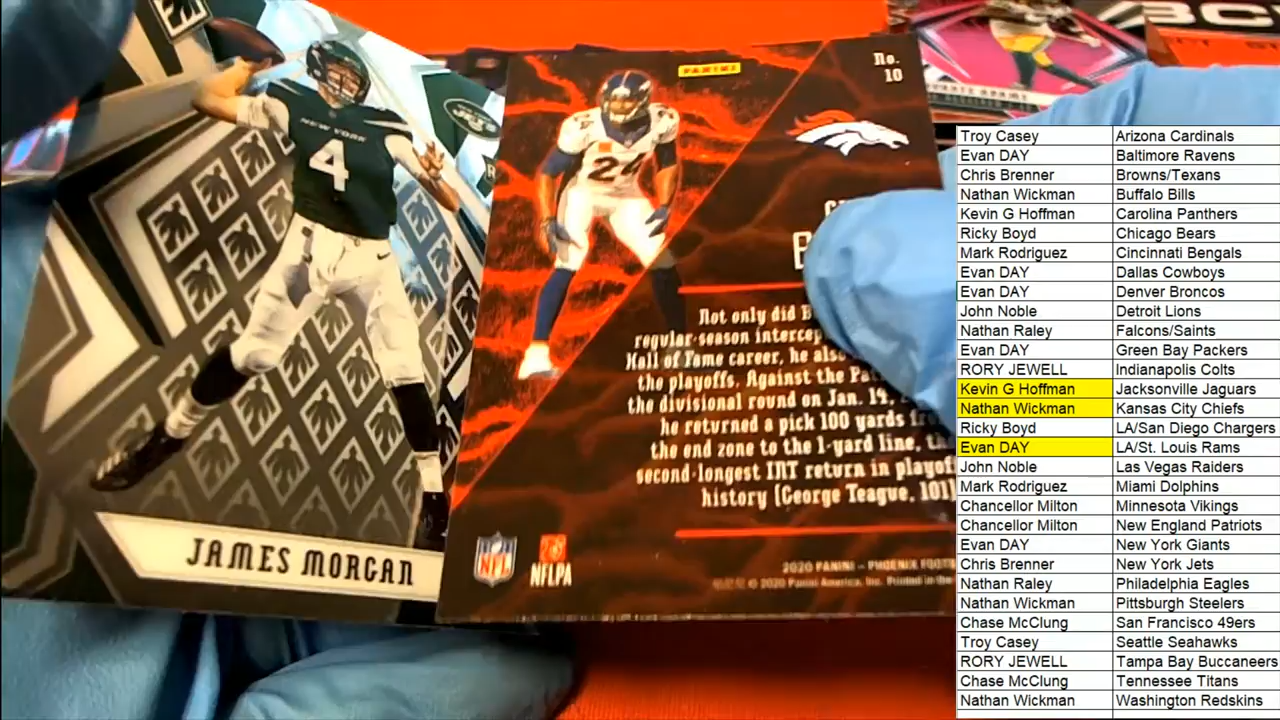 JETS
NEW YORK
4
JAMES MORGAN
PANINI
No.
10
24
Not only did B
regular-season intercep
Hall of Fame career, he also
the playoffs. Against the Pa
the divisional round on Jan. 14,
he returned a pick 100 yards fr
the end zone to the 1-yard line, th
second-longest INT return in playof
history (George Teague, 101)
NFL
NFLPA
2020 PANINI - PHOENIX FOOT
© 2020 Panini America, Inc. Printed in the
Troy Casey Arizona Cardinals
Evan DAY Baltimore Ravens
Chris Brenner Browns/Texans
Nathan Wickman Buffalo Bills
Kevin G Hoffman Carolina Panthers
Ricky Boyd Chicago Bears
Mark Rodriguez Cincinnati Bengals
Evan DAY Dallas Cowboys
Evan DAY Denver Broncos
John Noble Detroit Lions
Nathan Raley Falcons/Saints
Evan DAY Green Bay Packers
RORY JEWELL Indianapolis Colts
Kevin G Hoffman Jacksonville Jaguars
Nathan Wickman Kansas City Chiefs
Ricky Boyd LA/San Diego Chargers
Evan DAY LA/St. Louis Rams
John Noble Las Vegas Raiders
Mark Rodriguez Miami Dolphins
Chancellor Milton Minnesota Vikings
Chancellor Milton New England Patriots
Evan DAY New York Giants
Chris Brenner New York Jets
Nathan Raley Philadelphia Eagles
Nathan Wickman Pittsburgh Steelers
Chase McClung San Francisco 49ers
Troy Casey Seattle Seahawks
RORY JEWELL Tampa Bay Buccaneers
Chase McClung Tennessee Titans
Nathan Wickman Washington Redskins